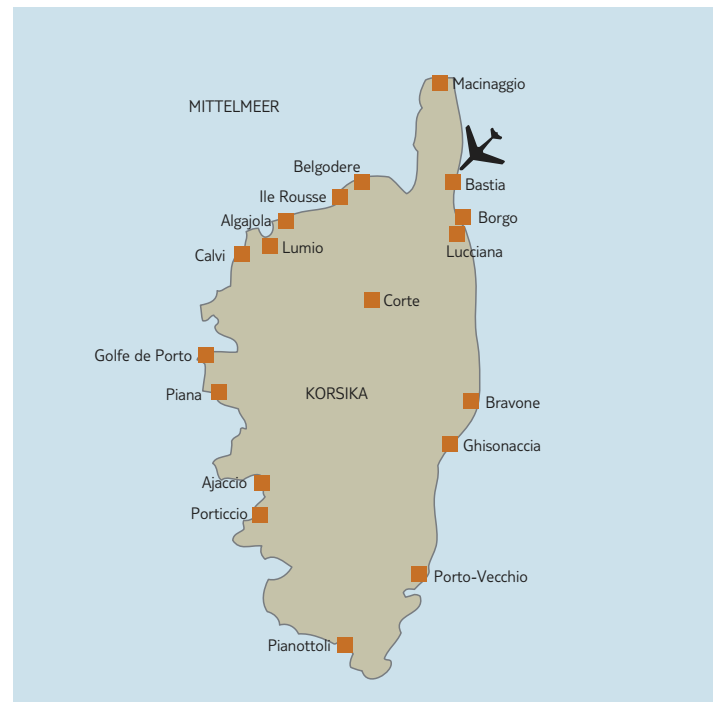 Macinaggio
MITTELMEER
Belgodere
Bastia
Ile Rousse
Algajola
Borgo
Lumio
Lucciana
Calvi
Corte
Golfe de Porto
Piana
KORSIKA
Bravone
Ghisonaccia
Ajaccio
Porticcio
Porto-Vecchio
Pianottoli